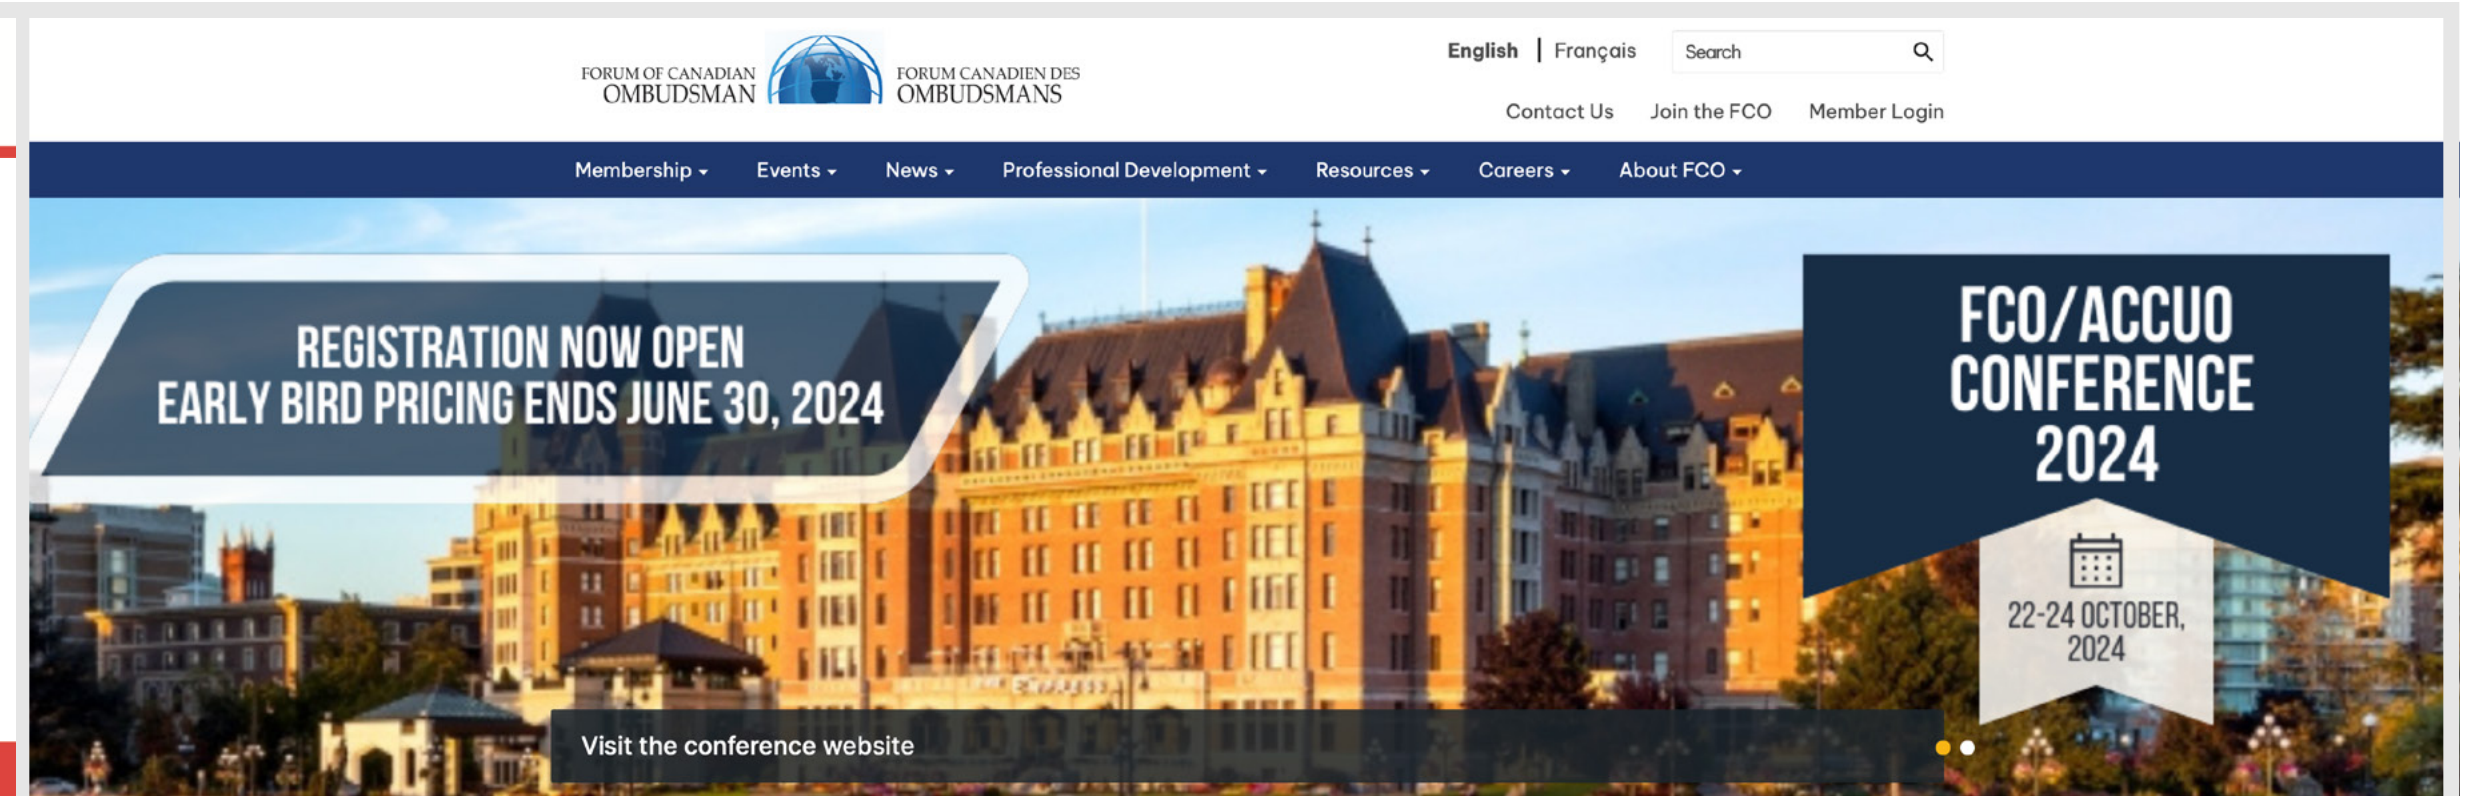 FORUM OF CANADIAN
OMBUDSMAN
FORUM CANADIEN DES
OMBUDSMANS
English | Français
Search
Contact Us Join the FCO Member Login
Membership Events News Professional Development Resources Careers About FCO
REGISTRATION NOW OPEN
EARLY BIRD PRICING ENDS JUNE 30, 2024
FCO/ACCUO
CONFERENCE
2024
22-24 OCTOBER,
2024
EMPRESS
Visit the conference website